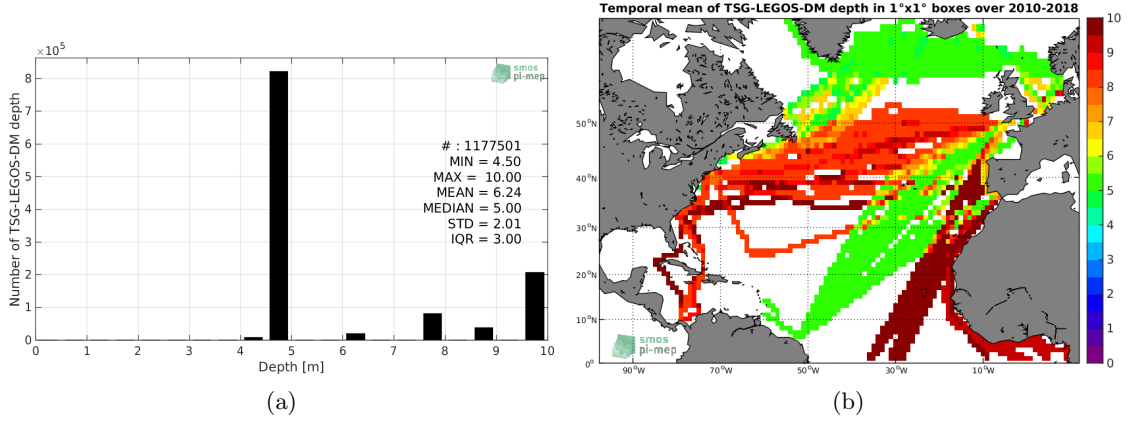 ×10⁵
8
7
6
5
4
3
2
1
0
Number of TSG-LEGOS-DM depth
smos
pi-mep
# : 1177501
MIN = 4.50
MAX = 10.00
MEAN = 6.24
MEDIAN = 5.00
STD = 2.01
IQR = 3.00
0 1 2 3 4 5 6 7 8 9 10
Depth [m]
(a)
Temporal mean of TSG-LEGOS-DM depth in 1°x1° boxes over 2010-2018
50°N
40°N
30°N
20°N
10°N
0°
90°W 70°W 50°W 30°W 10°W
smos
pi-mep
10
9
8
7
6
5
4
3
2
1
0
(b)